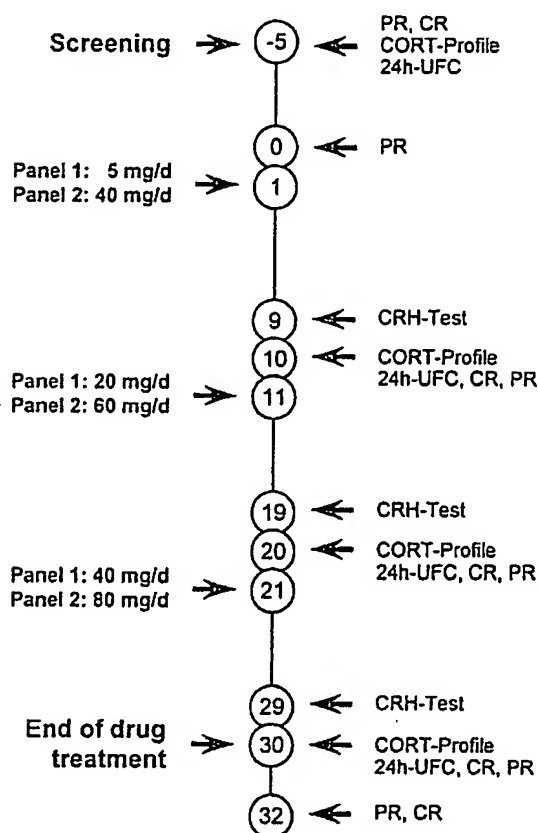 Screening
-5
PR, CR
CORT-Profile
24h-UFC
0
PR
Panel 1: 5 mg/d
Panel 2: 40 mg/d
1
9
CRH-Test
10
CORT-Profile
24h-UFC, CR, PR
Panel 1: 20 mg/d
Panel 2: 60 mg/d
11
19
CRH-Test
20
CORT-Profile
24h-UFC, CR, PR
Panel 1: 40 mg/d
Panel 2: 80 mg/d
21
29
CRH-Test
End of drug
treatment
30
CORT-Profile
24h-UFC, CR, PR
32
PR, CR